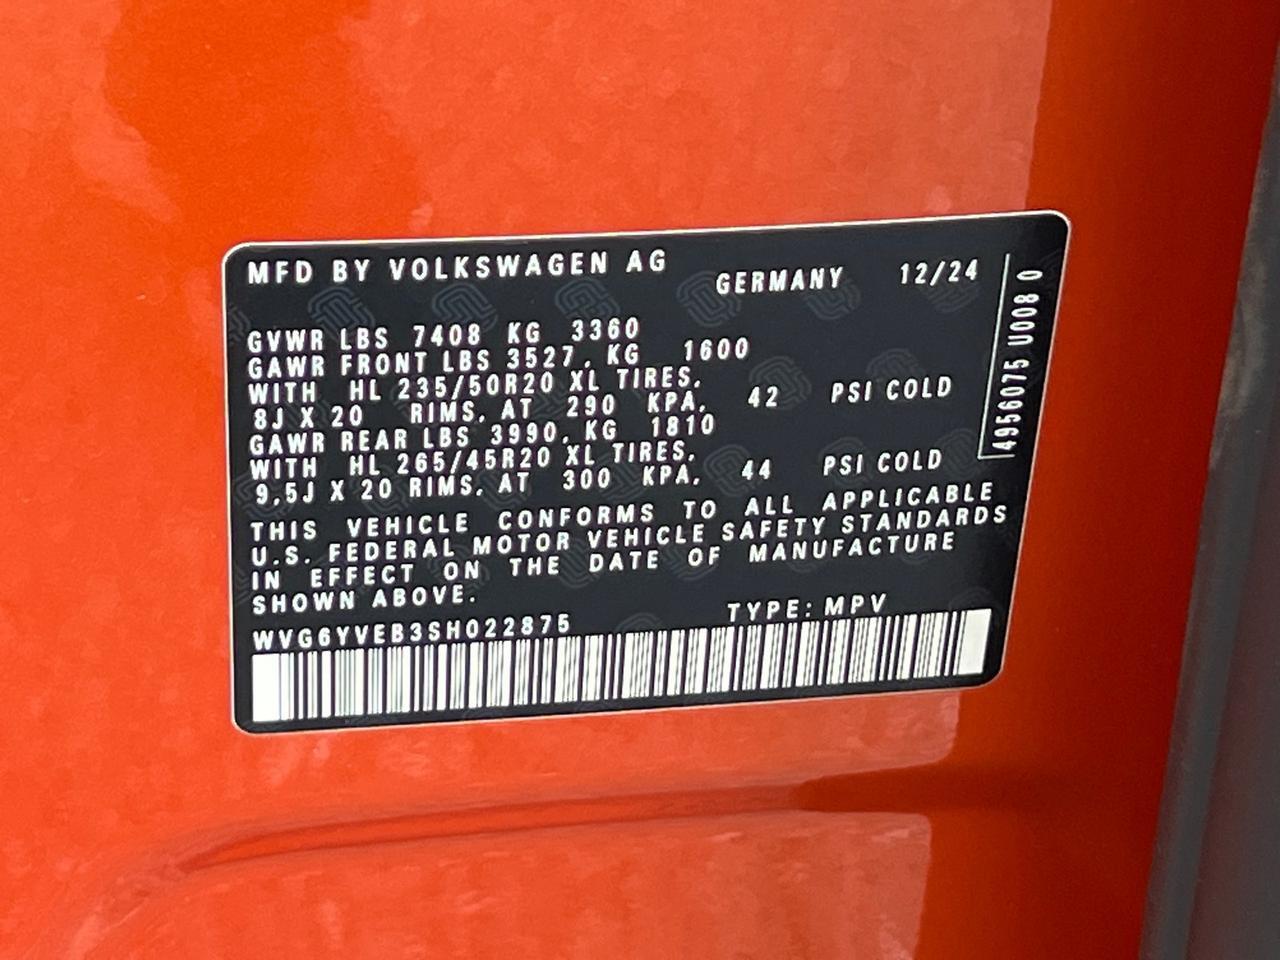 MFD BY VOLKSWAGEN AG GERMANY 12/24
GVWR LBS 7408 KG 3360
GAWR FRONT LBS 3527, KG 1600
WITH HL 235/50R20 XL TIRES,
8J X 20 RIMS, AT 290 KPA, 42 PSI COLD
GAWR REAR LBS 3990, KG 1810
WITH HL 265/45R20 XL TIRES,
9,5J X 20 RIMS, AT 300 KPA, 44 PSI COLD
THIS VEHICLE CONFORMS TO ALL APPLICABLE
U.S. FEDERAL MOTOR VEHICLE SAFETY STANDARDS
IN EFFECT ON THE DATE OF MANUFACTURE
SHOWN ABOVE.
WVG6YVEB3SH022875 TYPE: MPV
4956075 U008 0